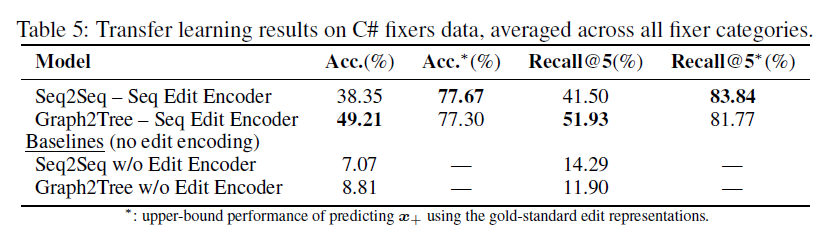 Table 5: Transfer learning results on C# fixers data, averaged across all fixer categories.
Model Acc.(%) Acc.*(%) Recall@5(%) Recall@5*(%)
Seq2Seq – Seq Edit Encoder 38.35 77.67 41.50 83.84
Graph2Tree – Seq Edit Encoder 49.21 77.30 51.93 81.77
Baselines (no edit encoding)
Seq2Seq w/o Edit Encoder 7.07 — 14.29 —
Graph2Tree w/o Edit Encoder 8.81 — 11.90 —
*: upper-bound performance of predicting x+ using the gold-standard edit representations.